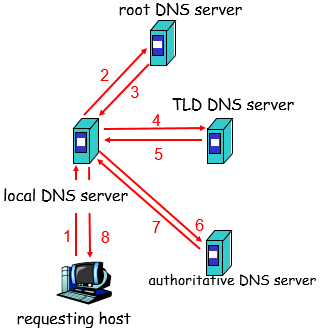 root DNS server
2
3
TLD DNS server
4
5
local DNS server
1
8
7
6
authoritative DNS server
requesting host